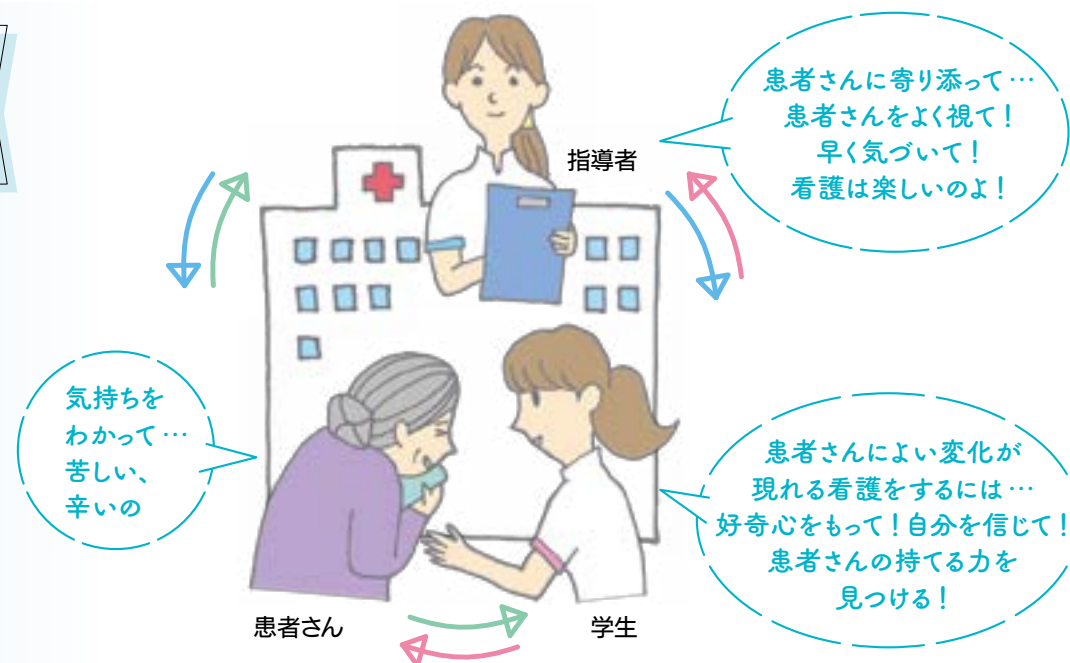 患者さんに寄り添って…
患者さんをよく視て！
早く気づいて！
看護は楽しいのよ！
指導者
気持ちを
わかって…
苦しい、
辛いの
患者さんによい変化が
現れる看護をするには…
好奇心をもって！自分を信じて！
患者さんの持てる力を
見つける！
患者さん
学生